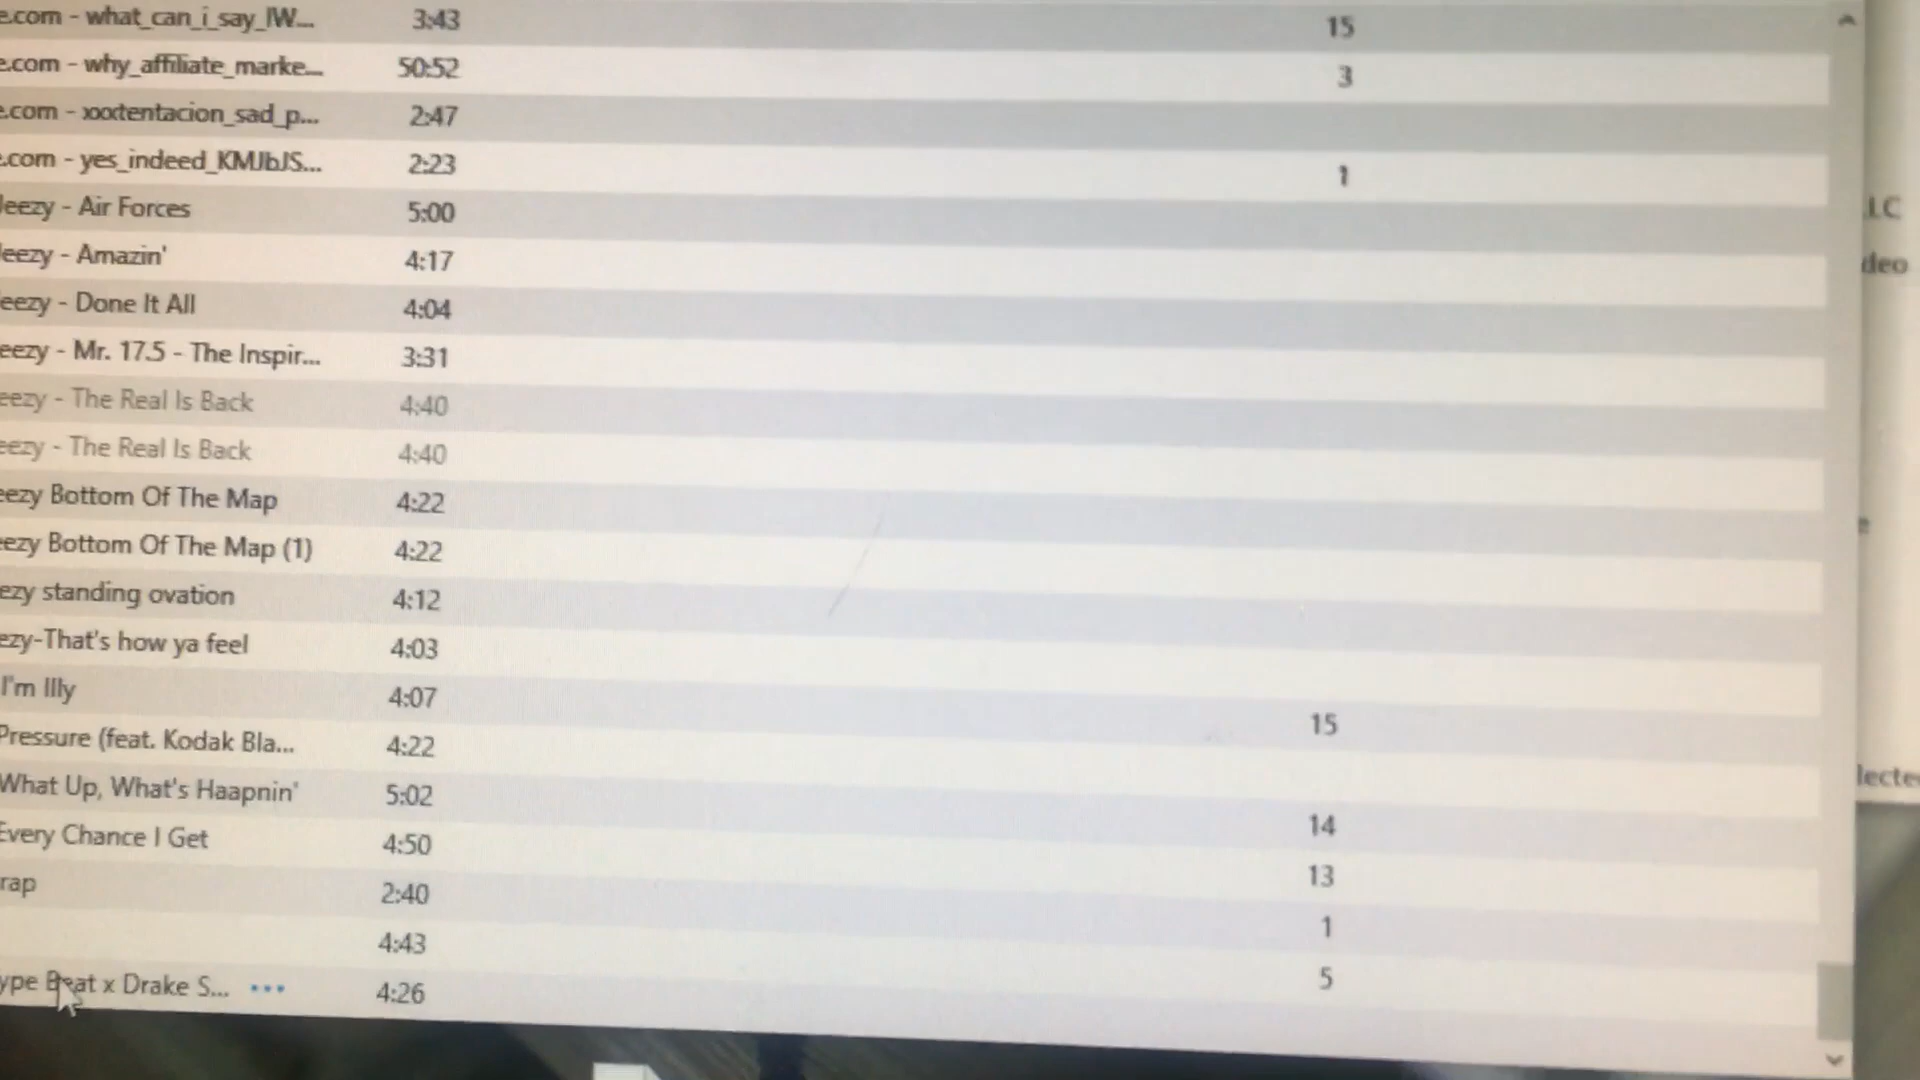 e.com - what_can_i_say_IW... 3:43 15
e.com - why_affiliate_marke... 50:52 3
e.com - xxxtentacion_sad_p... 2:47
e.com - yes_indeed_KMJbJS... 2:23 1
Jeezy - Air Forces 5:00
Jeezy - Amazin' 4:17
eezy - Done It All 4:04
eezy - Mr. 17.5 - The Inspir... 3:31
eezy - The Real Is Back 4:40
eezy - The Real Is Back 4:40
eezy Bottom Of The Map 4:22
eezy Bottom Of The Map (1) 4:22
ezy standing ovation 4:12
ezy-That's how ya feel 4:03
I'm Illy 4:07 15
Pressure (feat. Kodak Bla... 4:22
What Up, What's Haapnin' 5:02 14
Every Chance I Get 4:50 13
rap 2:40 1
4:43 5
ype Beat x Drake S... ... 4:26
LC
deo
e
lected